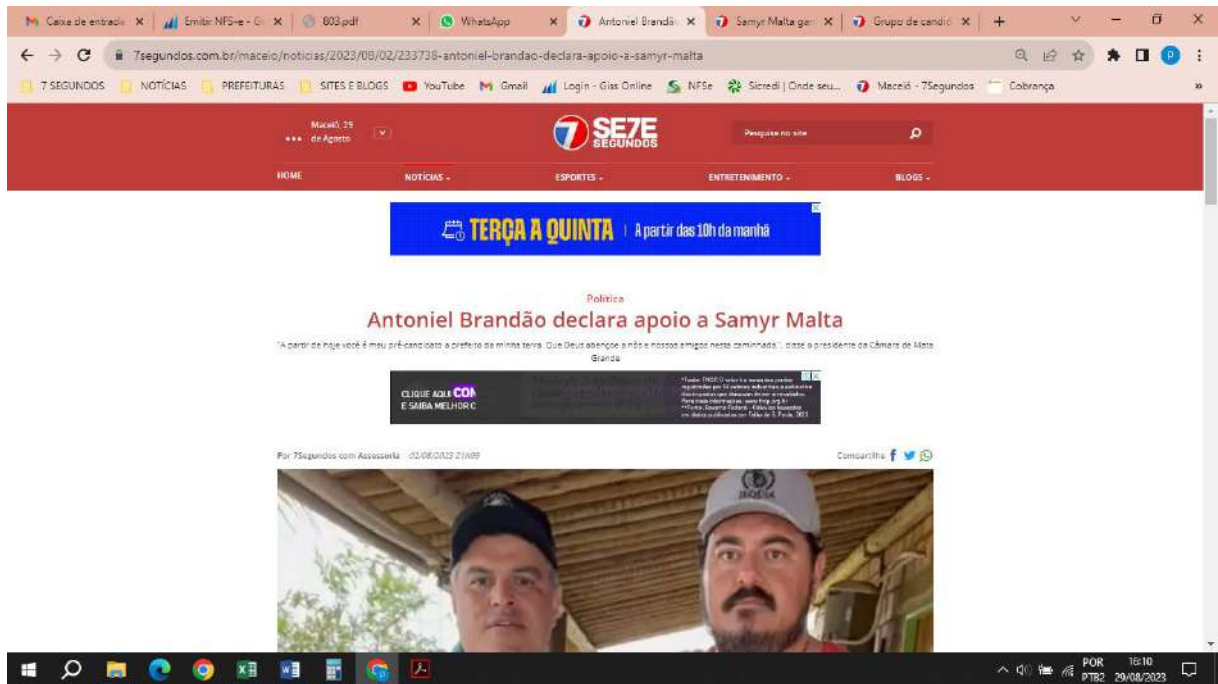 Caixa de entrada
Emitir NFS-e - G
803.pdf
WhatsApp
Antoniel Brandã
Samyr Malta ga
Grupo de candid
7segundos.com.br/maceio/noticias/2023/08/02/233738-antoniel-brandao-declara-apoio-a-samyr-malta
7 SEGUNDOS
NOTÍCIAS
PREFEITURAS
SITES E BLOGS
YouTube
Gmail
Login - Giss Online
NFSe
Sicredi | Onde seu...
Maceió - 7Segundos
Cobrança
Maceió, 29
de Agosto
7 SE7E
SEGUNDOS
Pesquise no site
HOME
NOTÍCIAS
ESPORTES
ENTRETENIMENTO
BLOGS
TERÇA A QUINTA | A partir das 10h da manhã
Política
Antoniel Brandão declara apoio a Samyr Malta
"A partir de hoje você é meu pré-candidato a prefeito da minha terra. Que Deus abençoe a nós e nossos amigos nesta caminhada.", disse o presidente da Câmara de Mata
Grande
CLIQUE AQUI COM
E SAIBA MELHOR C
Por 7Segundos com Assessoria 02/08/2023 21h09
Compartilhe
JEQUIÁ
POR
PTB2
16:10
29/08/2023